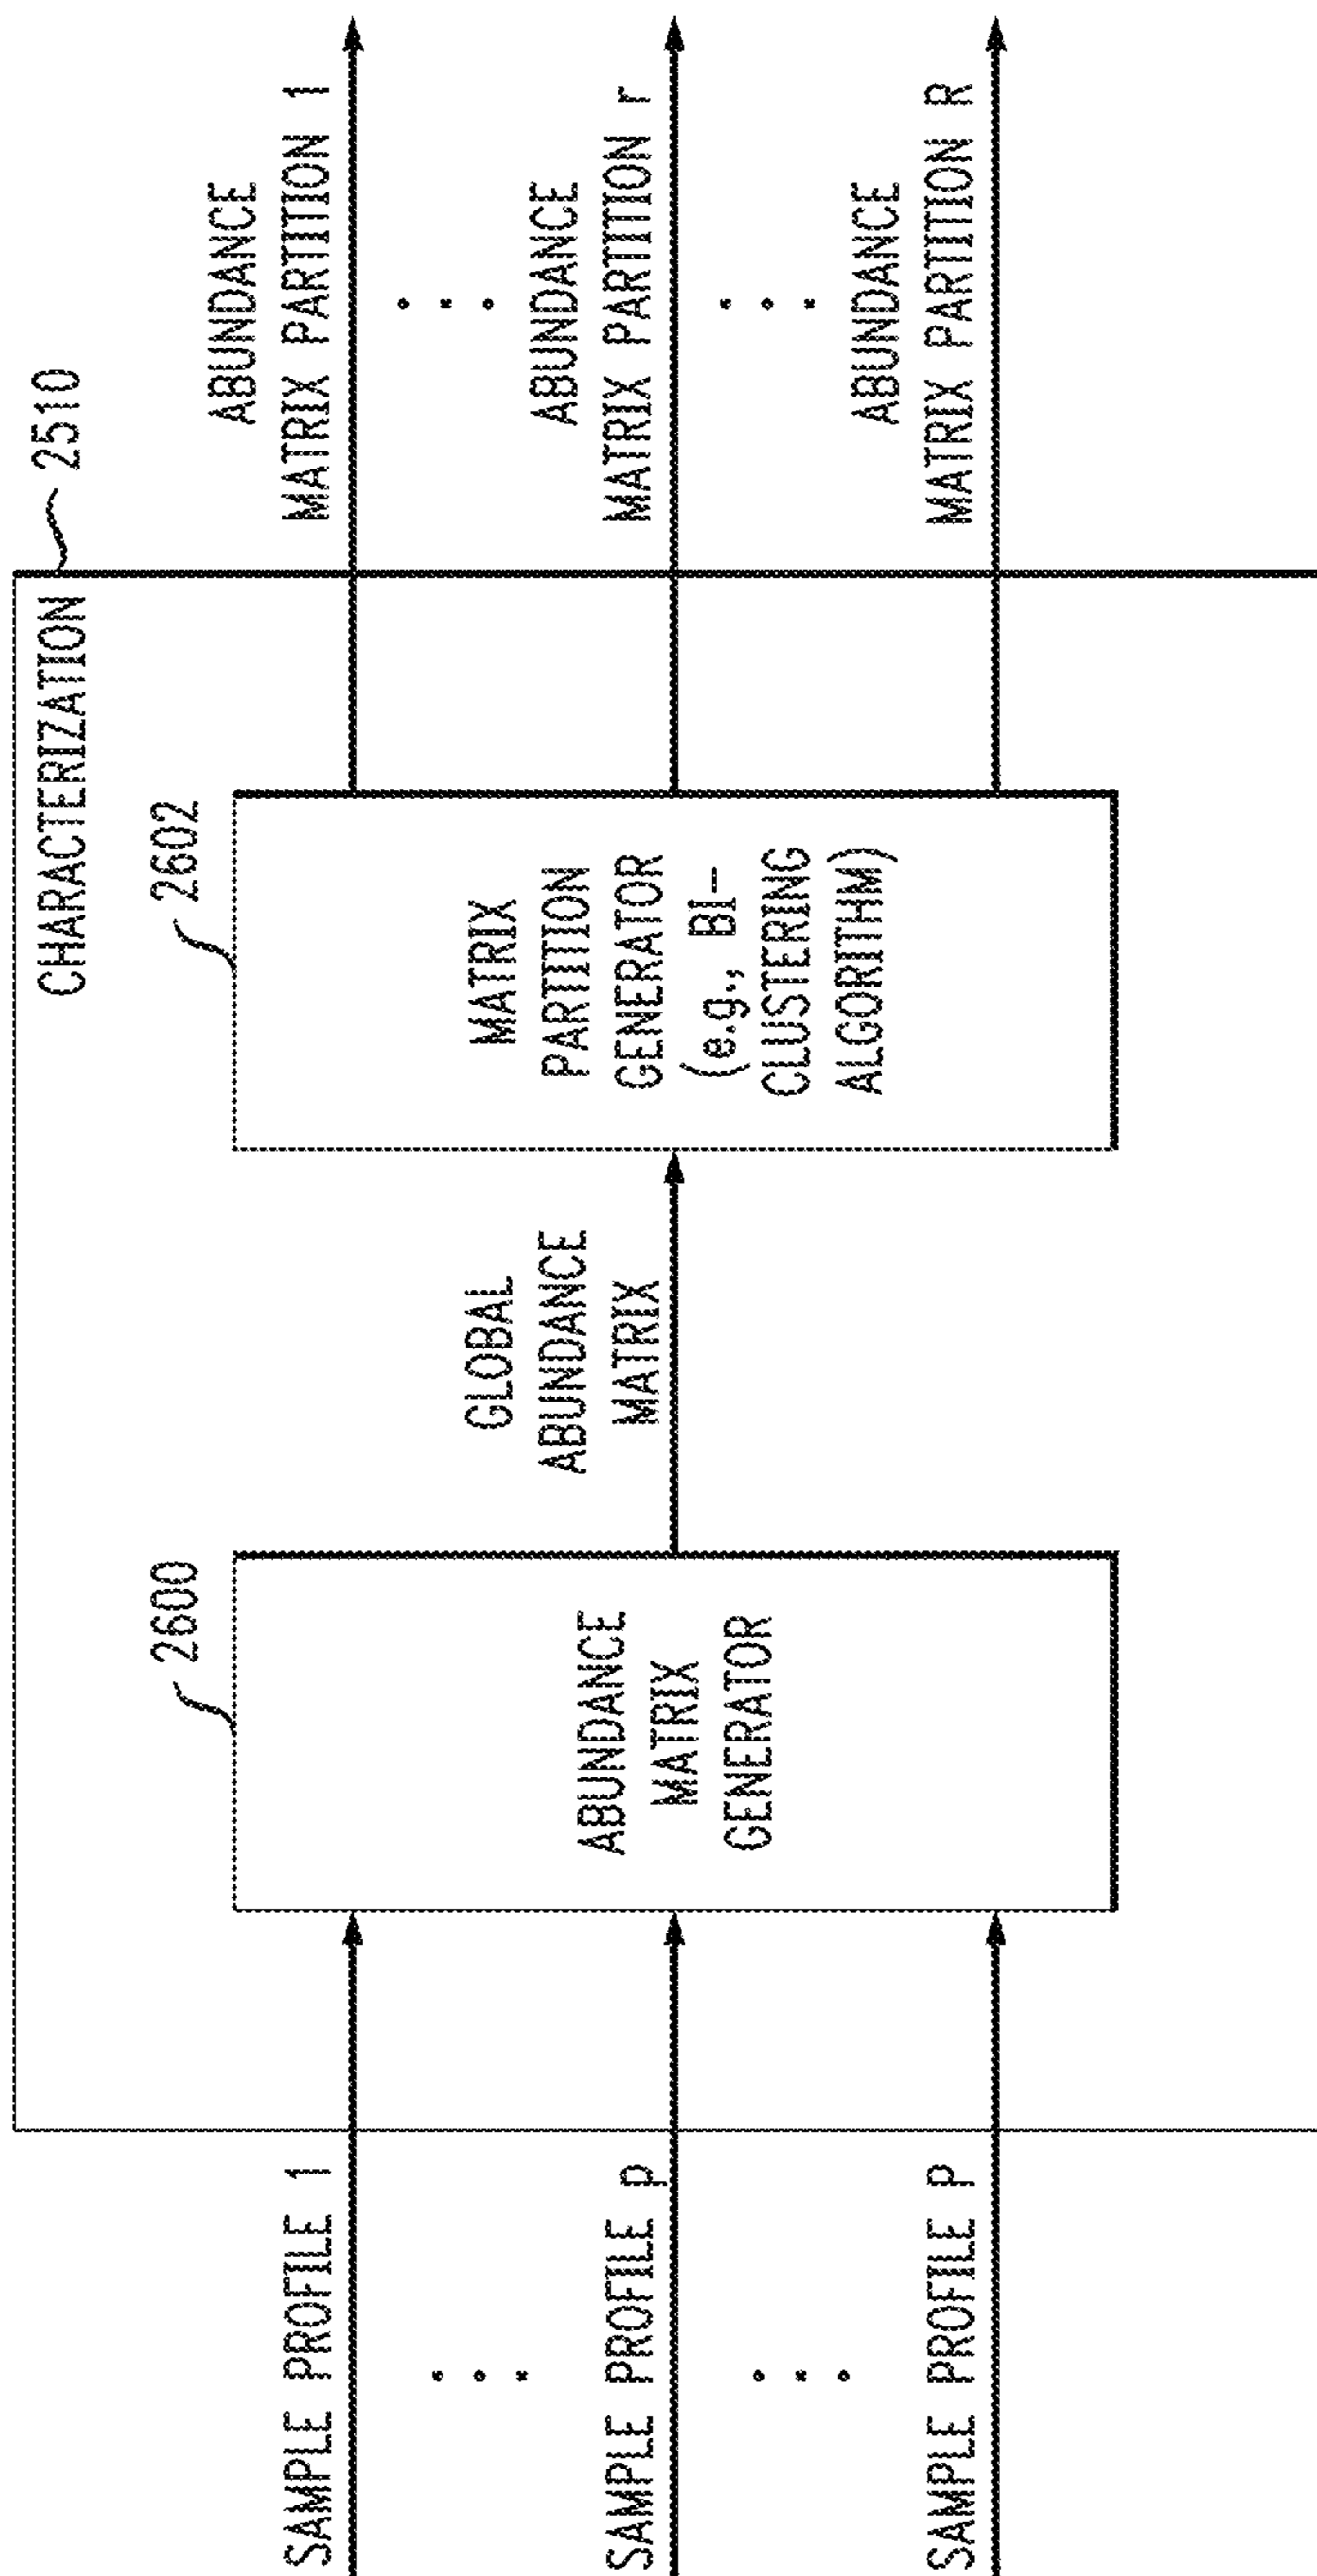 CHARACTERIZATION
2510
SAMPLE PROFILE 1
SAMPLE PROFILE p
SAMPLE PROFILE P
2600
ABUNDANCE
MATRIX
GENERATOR
GLOBAL
ABUNDANCE
MATRIX
2602
MATRIX
PARTITION
GENERATOR
(e.g., BI-
CLUSTERING
ALGORITHM)
ABUNDANCE
MATRIX PARTITION 1
ABUNDANCE
MATRIX PARTITION r
ABUNDANCE
MATRIX PARTITION R